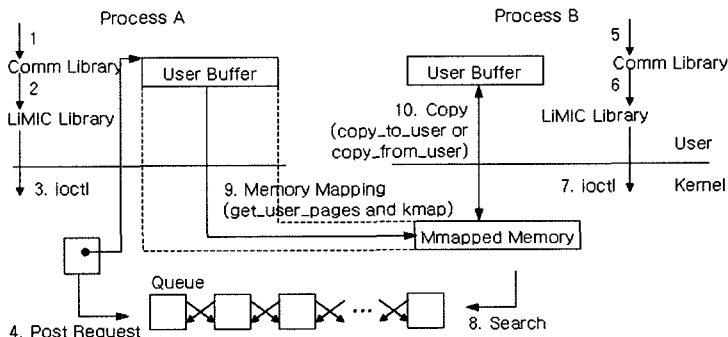 Process A
Process B
1
Comm Library
2
LiMIC Library
3. ioctl
User Buffer
User Buffer
5
Comm Library
6
LiMIC Library
10. Copy
(copy_to_user or
copy_from_user)
User
Kernel
7. ioctl
9. Memory Mapping
(get_user_pages and kmap)
Mmapped Memory
Queue
...
4. Post Request
8. Search